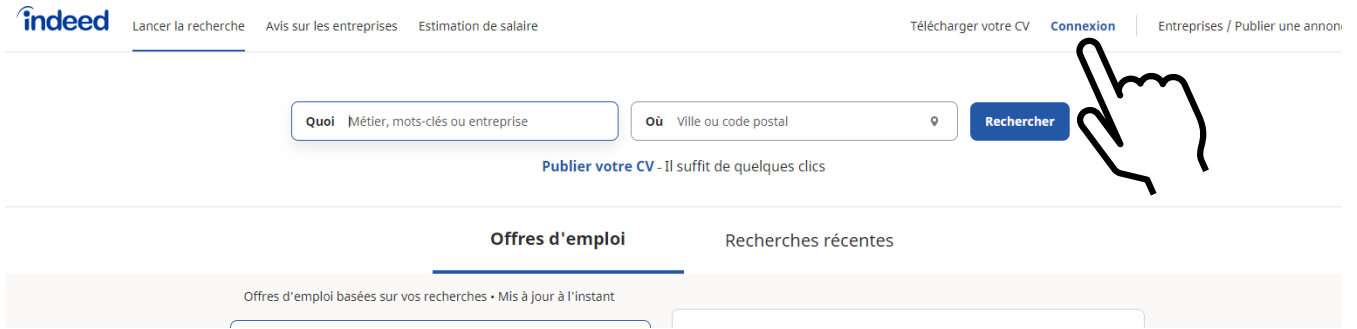 indeed
Lancer la recherche Avis sur les entreprises Estimation de salaire Télécharger votre CV Connexion Entreprises / Publier une
Quoi Métier, mots-clés ou entreprise Où Ville ou code postal Rechercher
Publier votre CV - Il suffit de quelques clics
Offres d'emploi Recherches récentes
Offres d'emploi basées sur vos recherches • Mis à jour à l'instant